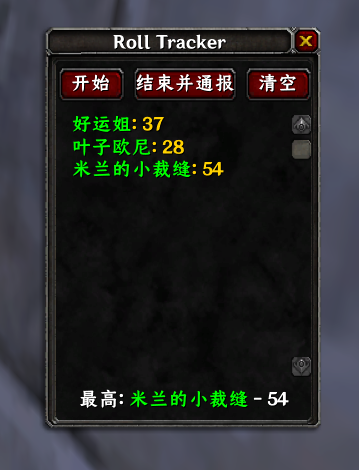 Roll Tracker
开始 结束并通报 清空
好运姐: 37
叶子欧尼: 28
米兰的小裁缝: 54
最高: 米兰的小裁缝 - 54